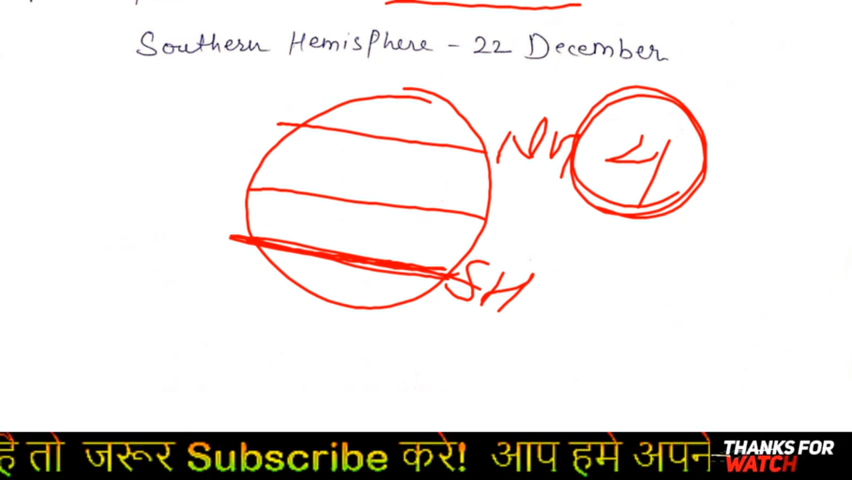 Southern Hemisphere - 22 December
NH
SH
है तो जरूर Subscribe करे! आप हमे अपने
THANKS FOR
WATCH